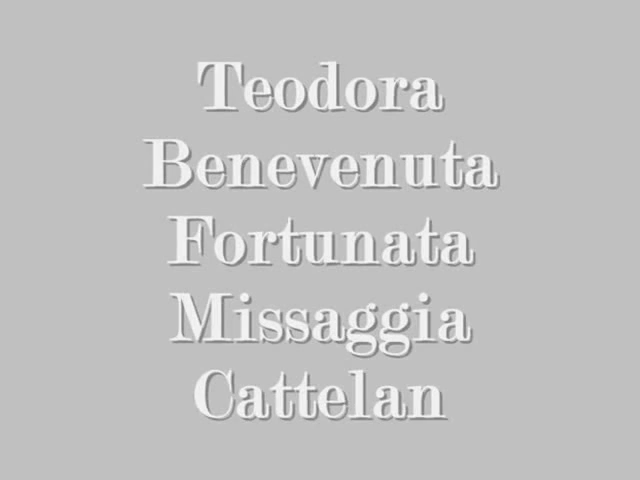 Teodora
Benevenuta
Fortunata
Missaggia
Cattelan